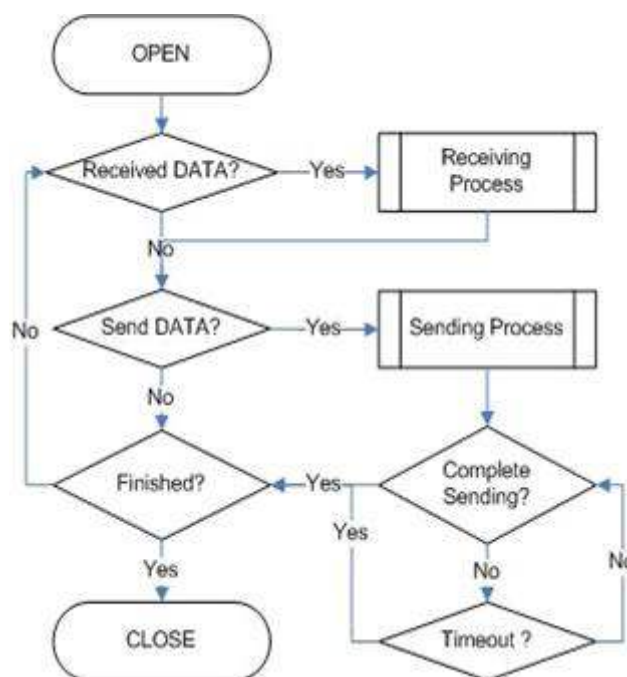 OPEN
Received DATA?
Yes
Receiving
Process
No
Send DATA?
Yes
Sending Process
No
No
Finished?
Yes
Complete
Sending?
Yes
No
No
Yes
CLOSE
Timeout ?